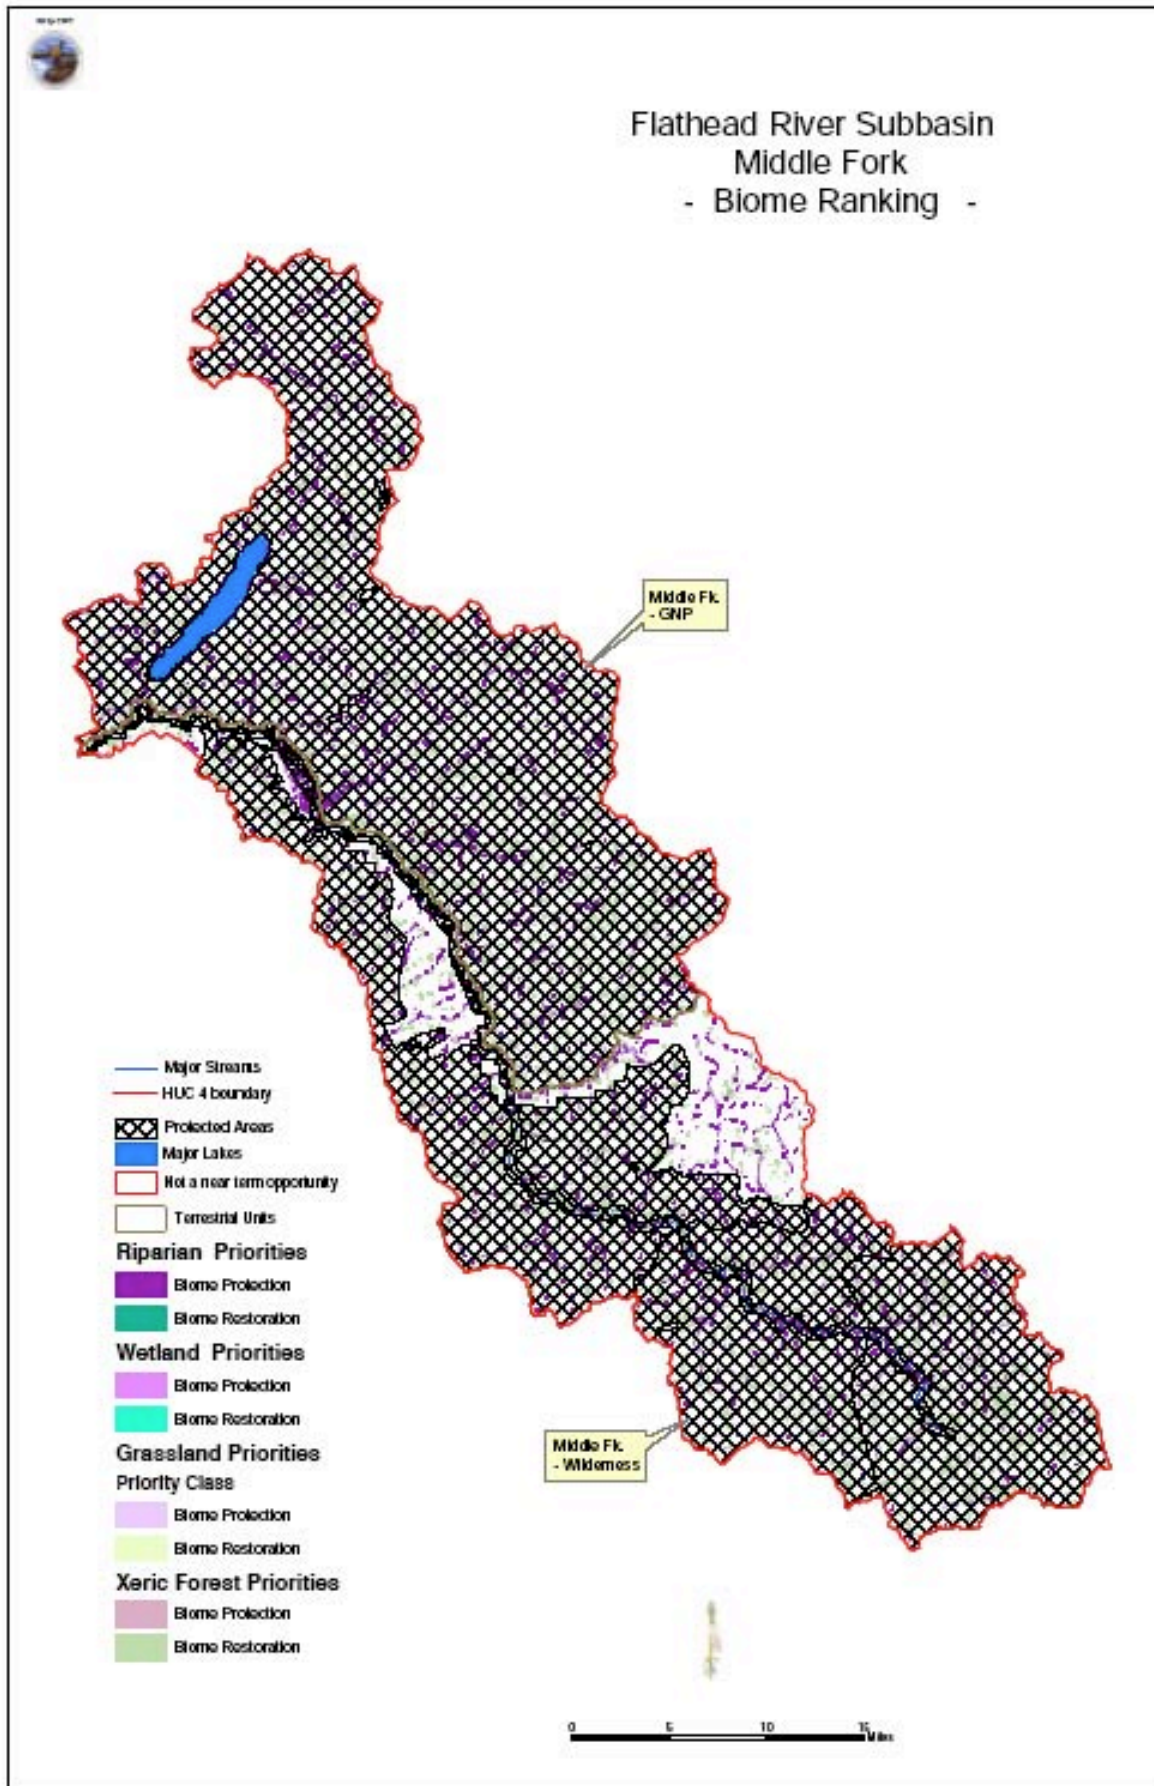 Flathead River Subbasin
Middle Fork
- Biome Ranking -
Middle Fk.
- GNP
Major Streams
HUC 4 boundary
Protected Areas
Major Lakes
Not a near term opportunity
Terrestrial Units
Riparian Priorities
Biome Protection
Biome Restoration
Wetland Priorities
Biome Protection
Biome Restoration
Grassland Priorities
Priority Class
Biome Protection
Biome Restoration
Xeric Forest Priorities
Biome Protection
Biome Restoration
Middle Fk.
- Wilderness
0 5 10 15
Miles